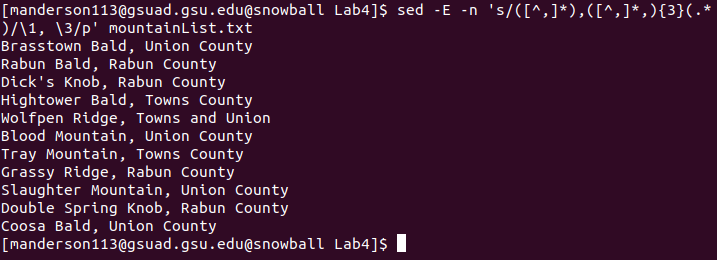 [manderson113@gsuad.gsu.edu@snowball Lab4]$ sed -E -n 's/([^,]*),([^,]*,){3}(.*
)/\1, \3/p' mountainList.txt
Brasstown Bald, Union County
Rabun Bald, Rabun County
Dick's Knob, Rabun County
Hightower Bald, Towns County
Wolfpen Ridge, Towns and Union
Blood Mountain, Union County
Tray Mountain, Towns County
Grassy Ridge, Rabun County
Slaughter Mountain, Union County
Double Spring Knob, Rabun County
Coosa Bald, Union County
[manderson113@gsuad.gsu.edu@snowball Lab4]$